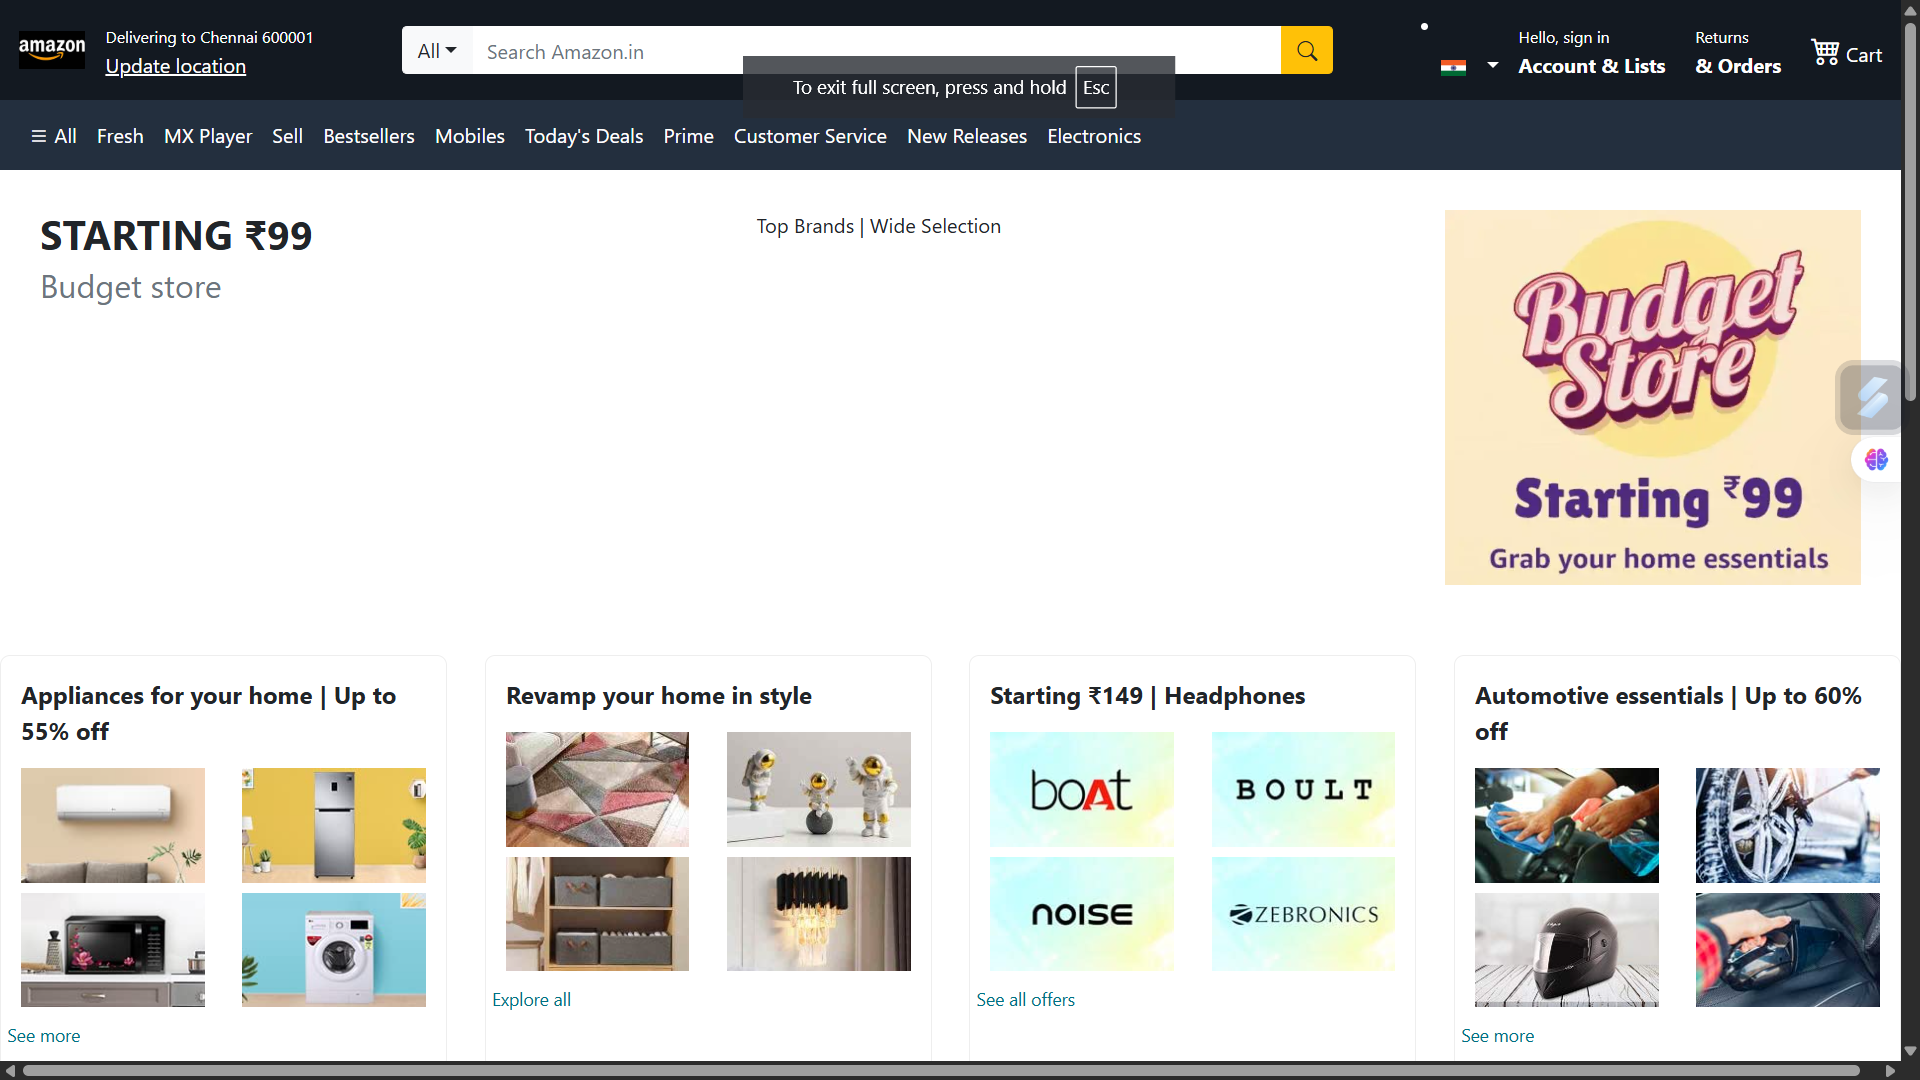 amazon
Delivering to Chennai 600001
Update location
All
Search Amazon.in
Hello, sign in
Account & Lists
Returns
& Orders
Cart
To exit full screen, press and hold Esc
All
Fresh
MX Player
Sell
Bestsellers
Mobiles
Today's Deals
Prime
Customer Service
New Releases
Electronics
STARTING ₹99
Budget store
Top Brands | Wide Selection
Budget
Store
Starting ₹99
Grab your home essentials
Appliances for your home | Up to
55% off
See more
Revamp your home in style
Explore all
Starting ₹149 | Headphones
boAt
BOULT
NOISE
ZEBRONICS
See all offers
Automotive essentials | Up to 60%
off
See more